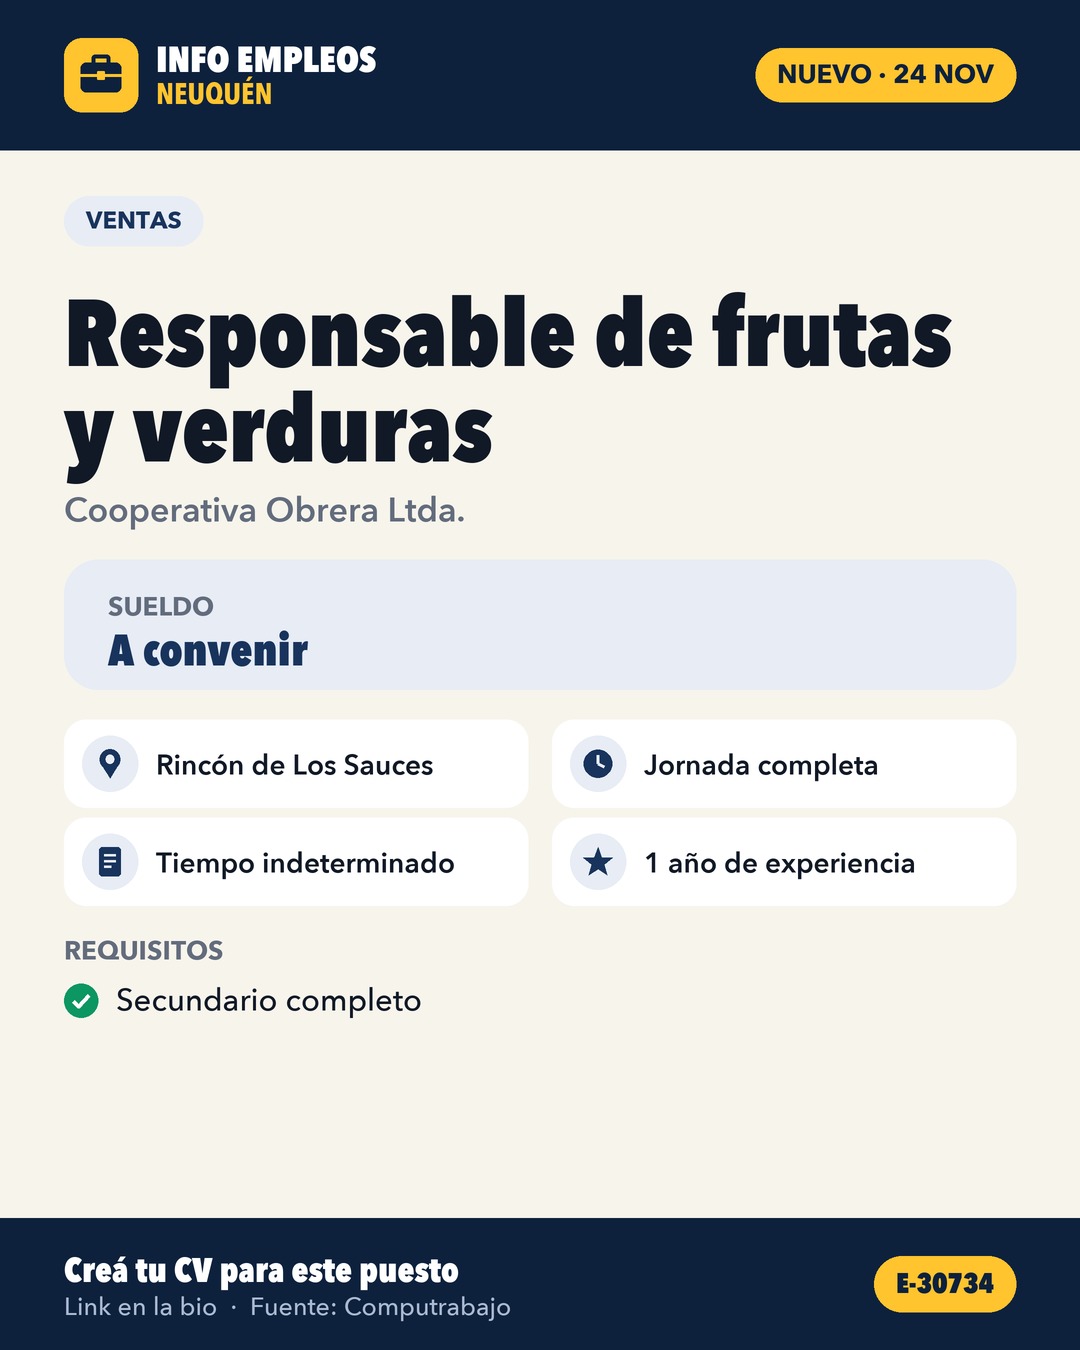 INFO EMPLEOS
NEUQUÉN
NUEVO · 24 NOV
VENTAS
Responsable de frutas
y verduras
Cooperativa Obrera Ltda.
SUELDO
A convenir
Rincón de Los Sauces
Jornada completa
Tiempo indeterminado
1 año de experiencia
REQUISITOS
Secundario completo
Creá tu CV para este puesto
Link en la bio · Fuente: Computrabajo
E-30734